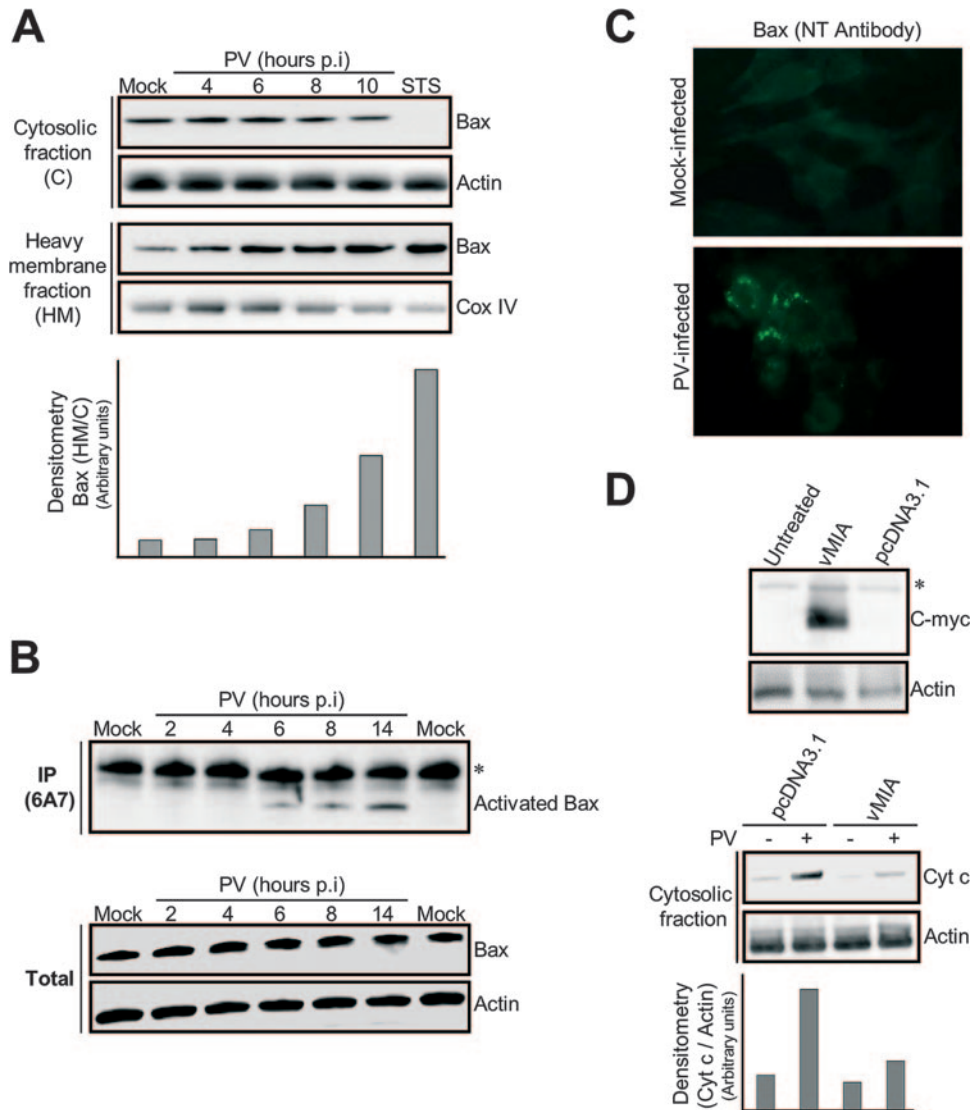 A
PV (hours p.i)
Mock 4 6 8 10 STS
Cytosolic
fraction
(C)
Bax
Actin
Heavy
membrane
fraction
(HM)
Bax
Cox IV
Densitometry
Bax (HM/C)
(Arbitrary units)
B
PV (hours p.i)
Mock 2 4 6 8 14 Mock
IP
(6A7)
*
Activated Bax
PV (hours p.i)
Mock 2 4 6 8 14 Mock
Total
Bax
Actin
C
Bax (NT Antibody)
Mock-infected
PV-infected
D
Untreated vMIA pcDNA3.1
*
C-myc
Actin
pcDNA3.1 vMIA
PV - + - +
Cytosolic
fraction
Cyt c
Actin
Densitometry
(Cyt c / Actin)
(Arbitrary units)